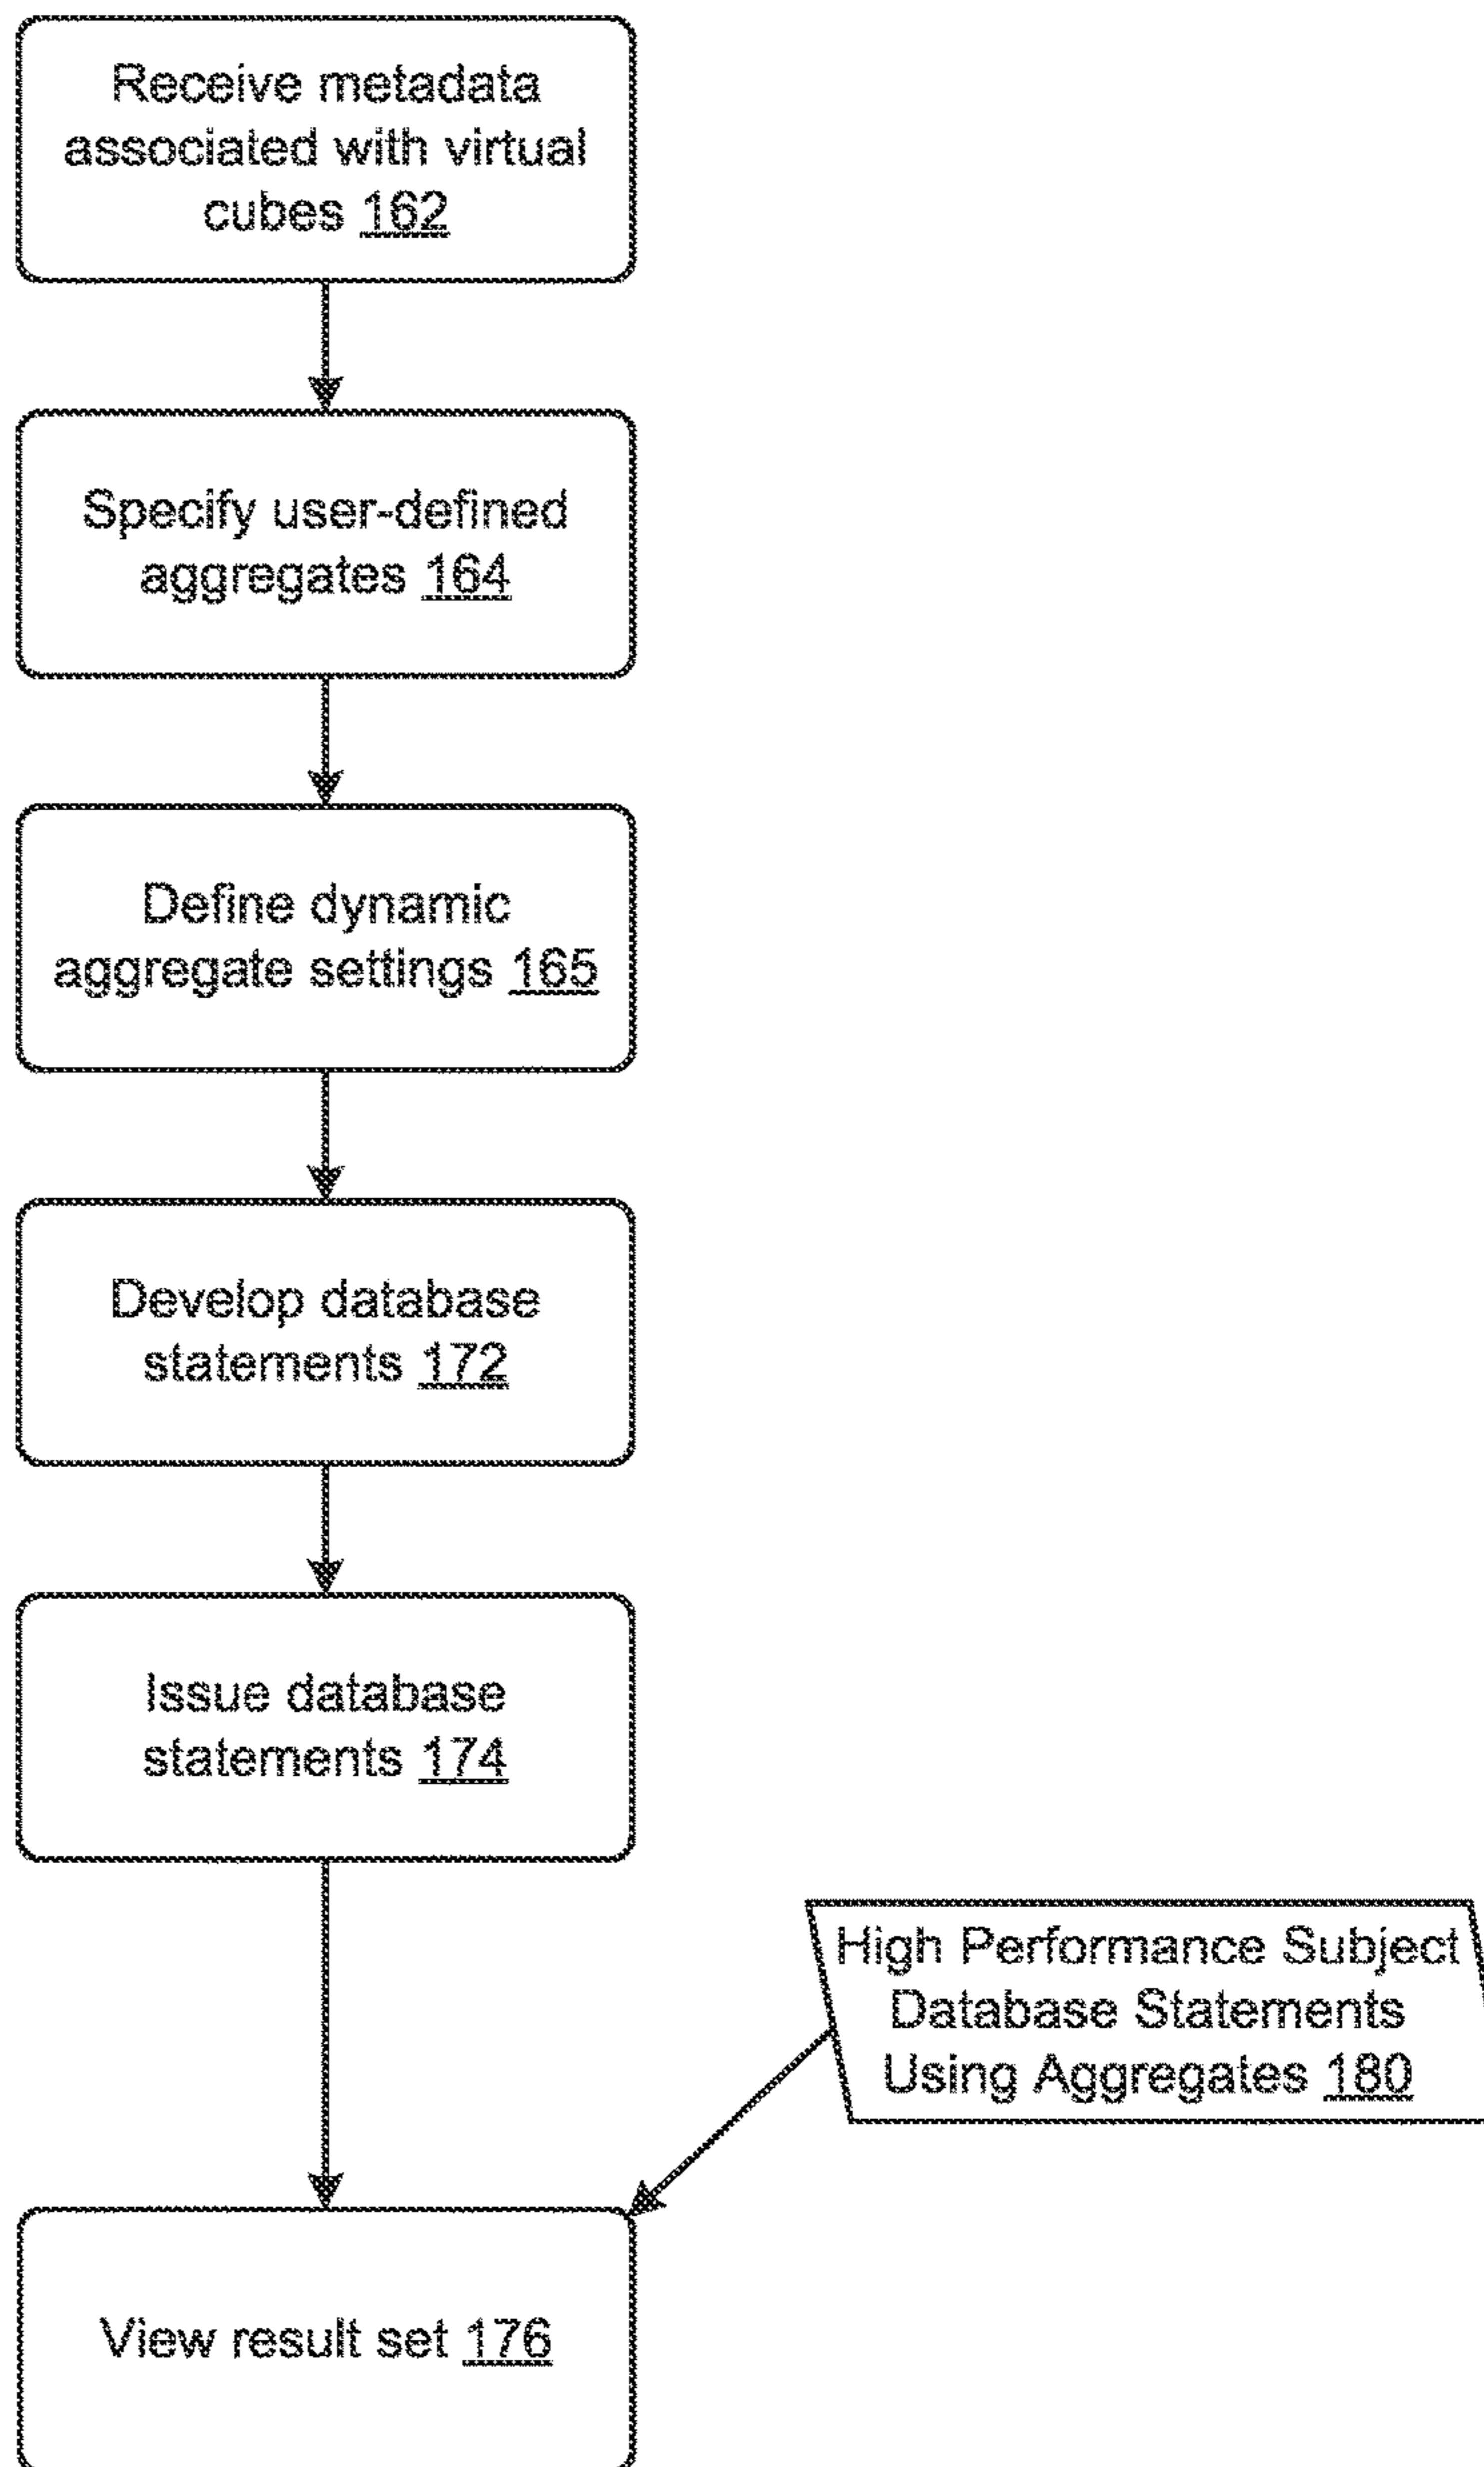 Receive metadata
associated with virtual
cubes 162
Specify user-defined
aggregates 164
Define dynamic
aggregate settings 165
Develop database
statements 172
Issue database
statements 174
High Performance Subject
Database Statements
Using Aggregates 180
View result set 176